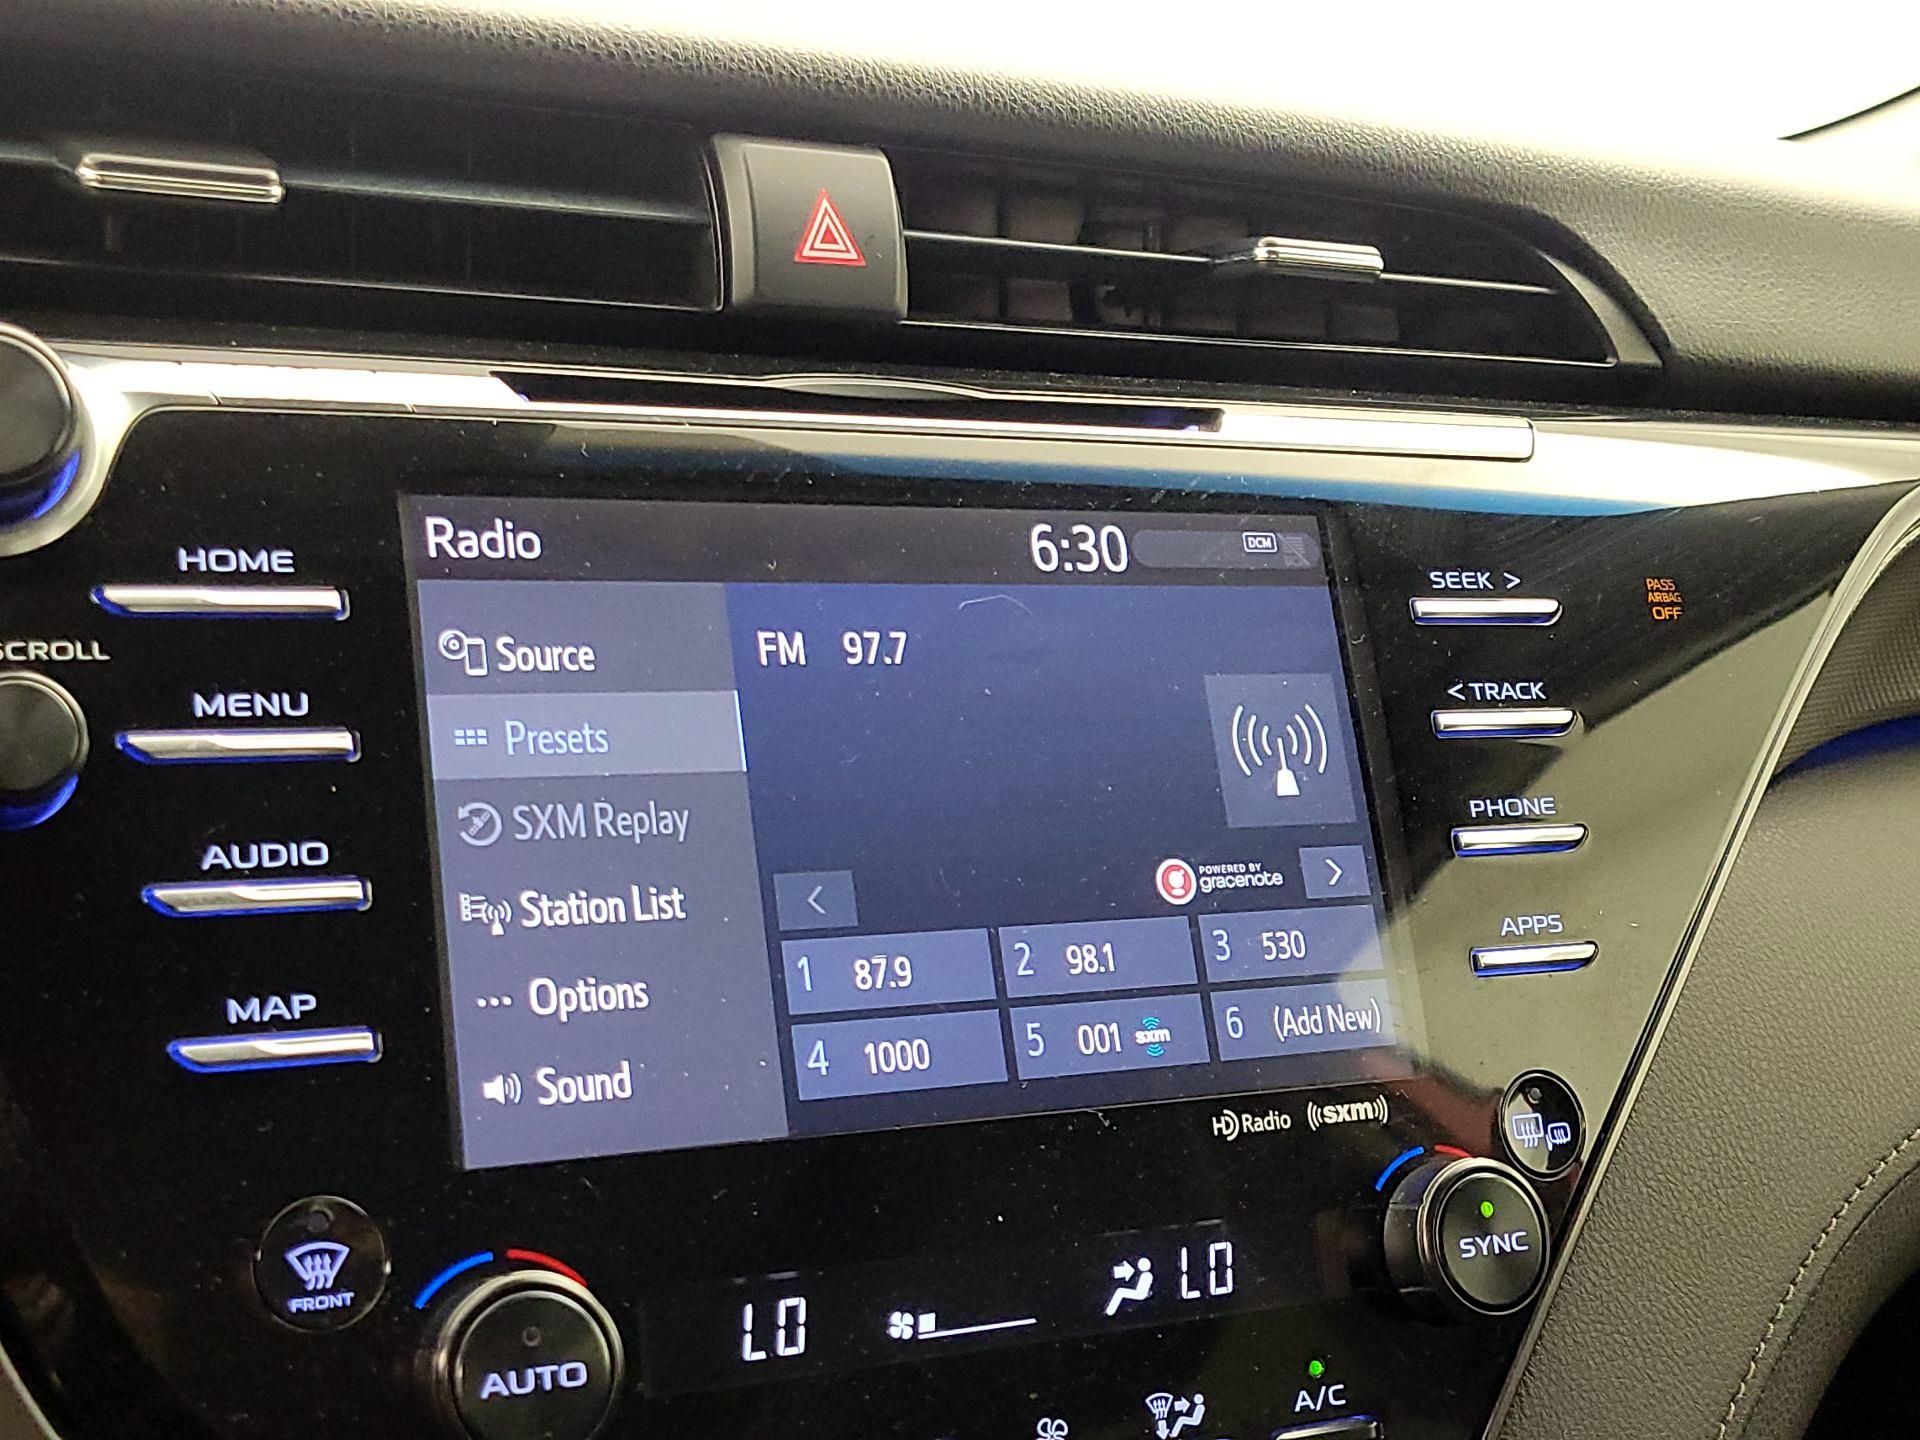 HOME
SCROLL
MENU
AUDIO
MAP
Radio
6:30
DCM
Source
Presets
SXM Replay
Station List
Options
Sound
FM 97.7
POWERED BY
gracenote
<
>
1 87.9
2 98.1
3 530
4 1000
5 001 sxm
6 (Add New)
HD Radio
((sxm))
SEEK >
< TRACK
PHONE
APPS
PASS
AIRBAG
OFF
FRONT
AUTO
LO
LO
SYNC
A/C